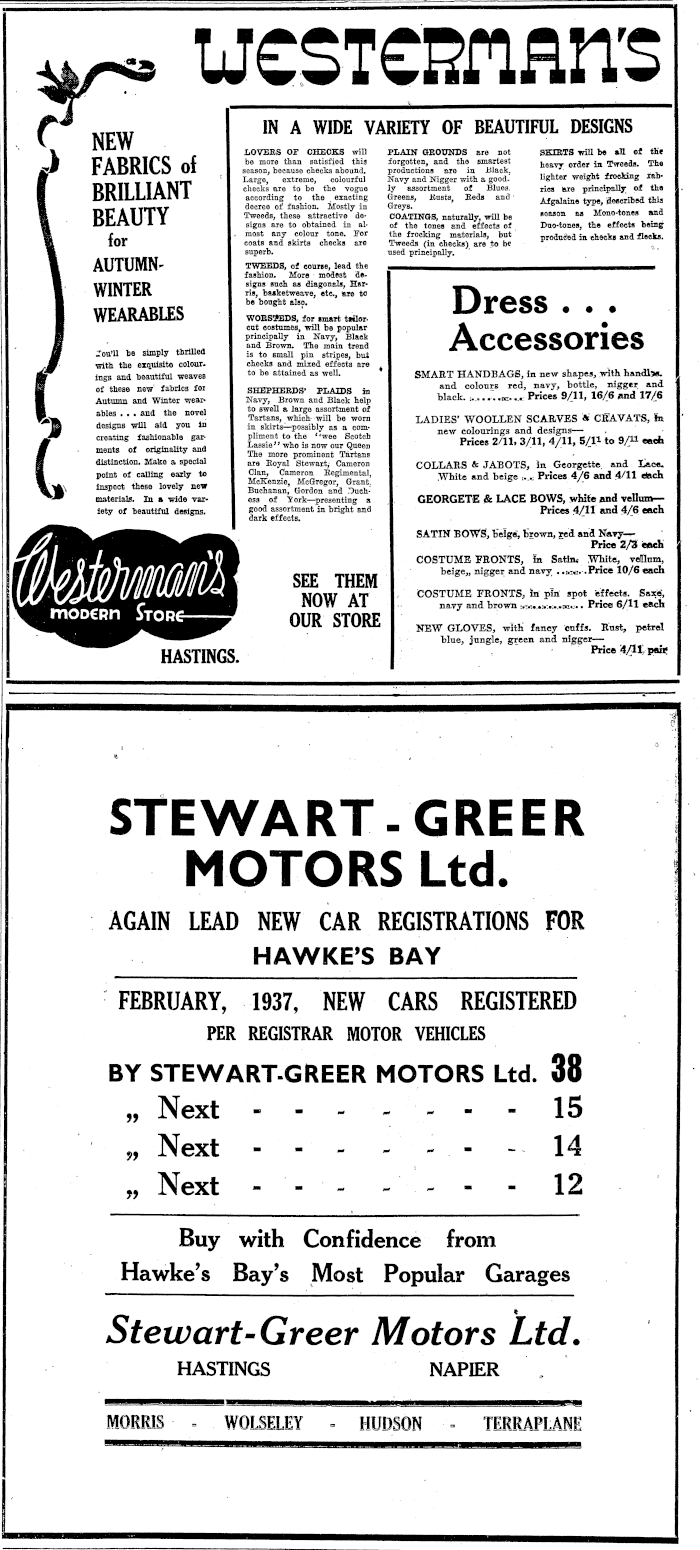 WESTERMAN'S
NEW
FABRICS of
BRILLIANT
BEAUTY
for
AUTUMN-
WINTER
WEARABLES
You'll be simply thrilled
with the exquisite colour-
ings and beautiful weaves
of these new fabrics for
Autumn and Winter wear-
ables . . . and the novel
designs will aid you in
creating fashionable gar-
ments of originality and
distinction. Make a special
point of calling early to
inspect these lovely new
materials. In a wide var-
iety of beautiful designs.
Westerman's
MODERN STORE
HASTINGS.
IN A WIDE VARIETY OF BEAUTIFUL DESIGNS
LOVERS OF CHECKS will
be more than satisfied this
season, because checks abound,
Large, extreme, colourful
checks are to be the vogue
according to the exacting
decree of fashion. Mostly in
Tweeds, these attractive de-
signs are to obtained in al-
most any colour tone. For
coats and skirts checks are
superb.
TWEEDS, of course, lead the
fashion. More modest de-
signs such as diagonals, Har-
ris, basketweave, etc., are to
be bought also.
WORSTEDS, for smart tailor-
cut costumes, will be popular
principally in Navy, Black
and Brown. The main trend
is to small pin stripes, but
checks and mixed effects are
to be attained as well.
SHEPHERDS' PLAIDS in
Navy, Brown and Black help
to swell a large assortment of
Tartans, which will be worn
in skirts—possibly as a com-
pliment to the "wee Scotch
Lassie" who is now our Queen
The more prominent Tartans
are Royal Stewart, Cameron
Clan, Cameron Regimental,
McKenzie, McGregor, Grant,
Buchanan, Gordon and Duch-
ess of York—presenting a
good assortment in bright and
dark effects.
PLAIN GROUNDS are not
forgotten, and the smartest
productions are in Black,
Navy and Nigger with a good-
ly assortment of Blues.
Greens, Rusts, Reds and
Greys.
COATINGS, naturally, will be
of the tones and effects of
the frocking materials, but
Tweeds (in checks) are to be
used principally.
SKIRTS will be all of the
heavy order in Tweeds. The
lighter weight frocking fab-
rics are principally of the
Afgalaine type, described this
season as Mono-tones and
Duo-tones, the effects being
produced in checks and flecks.
SEE THEM
NOW AT
OUR STORE
Dress . . .
Accessories
SMART HANDBAGS, in new shapes, with handles.
and colours red, navy, bottle, nigger and
black. .......... Prices 9/11, 16/6 and 17/6
LADIES' WOOLLEN SCARVES & CRAVATS, in
new colourings and designs—
Prices 2/11, 3/11, 4/11, 5/11 to 9/11 each
COLLARS & JABOTS, in Georgette and Lace.
White and beige ... Prices 4/6 and 4/11 each
GEORGETE & LACE BOWS, white and vellum—
Prices 4/11 and 4/6 each
SATIN BOWS, beige, brown, red and Navy—
Price 2/3 each
COSTUME FRONTS, in Satin. White, vellum,
beige,, nigger and navy ........ Price 10/6 each
COSTUME FRONTS, in pin spot effects. Saxe,
navy and brown .............. Price 6/11 each
NEW GLOVES, with fancy cuffs. Rust, petrel
blue, jungle, green and nigger—
Price 4/11 pair
STEWART - GREER
MOTORS Ltd.
AGAIN LEAD NEW CAR REGISTRATIONS FOR
HAWKE'S BAY
FEBRUARY, 1937, NEW CARS REGISTERED
PER REGISTRAR MOTOR VEHICLES
BY STEWART-GREER MOTORS Ltd. 38
„ Next - - - - - - - 15
„ Next - - - - - - - 14
„ Next - - - - - - - 12
Buy with Confidence from
Hawke's Bay's Most Popular Garages
Stewart-Greer Motors Ltd.
HASTINGS NAPIER
MORRIS - WOLSELEY - HUDSON - TERRAPLANE